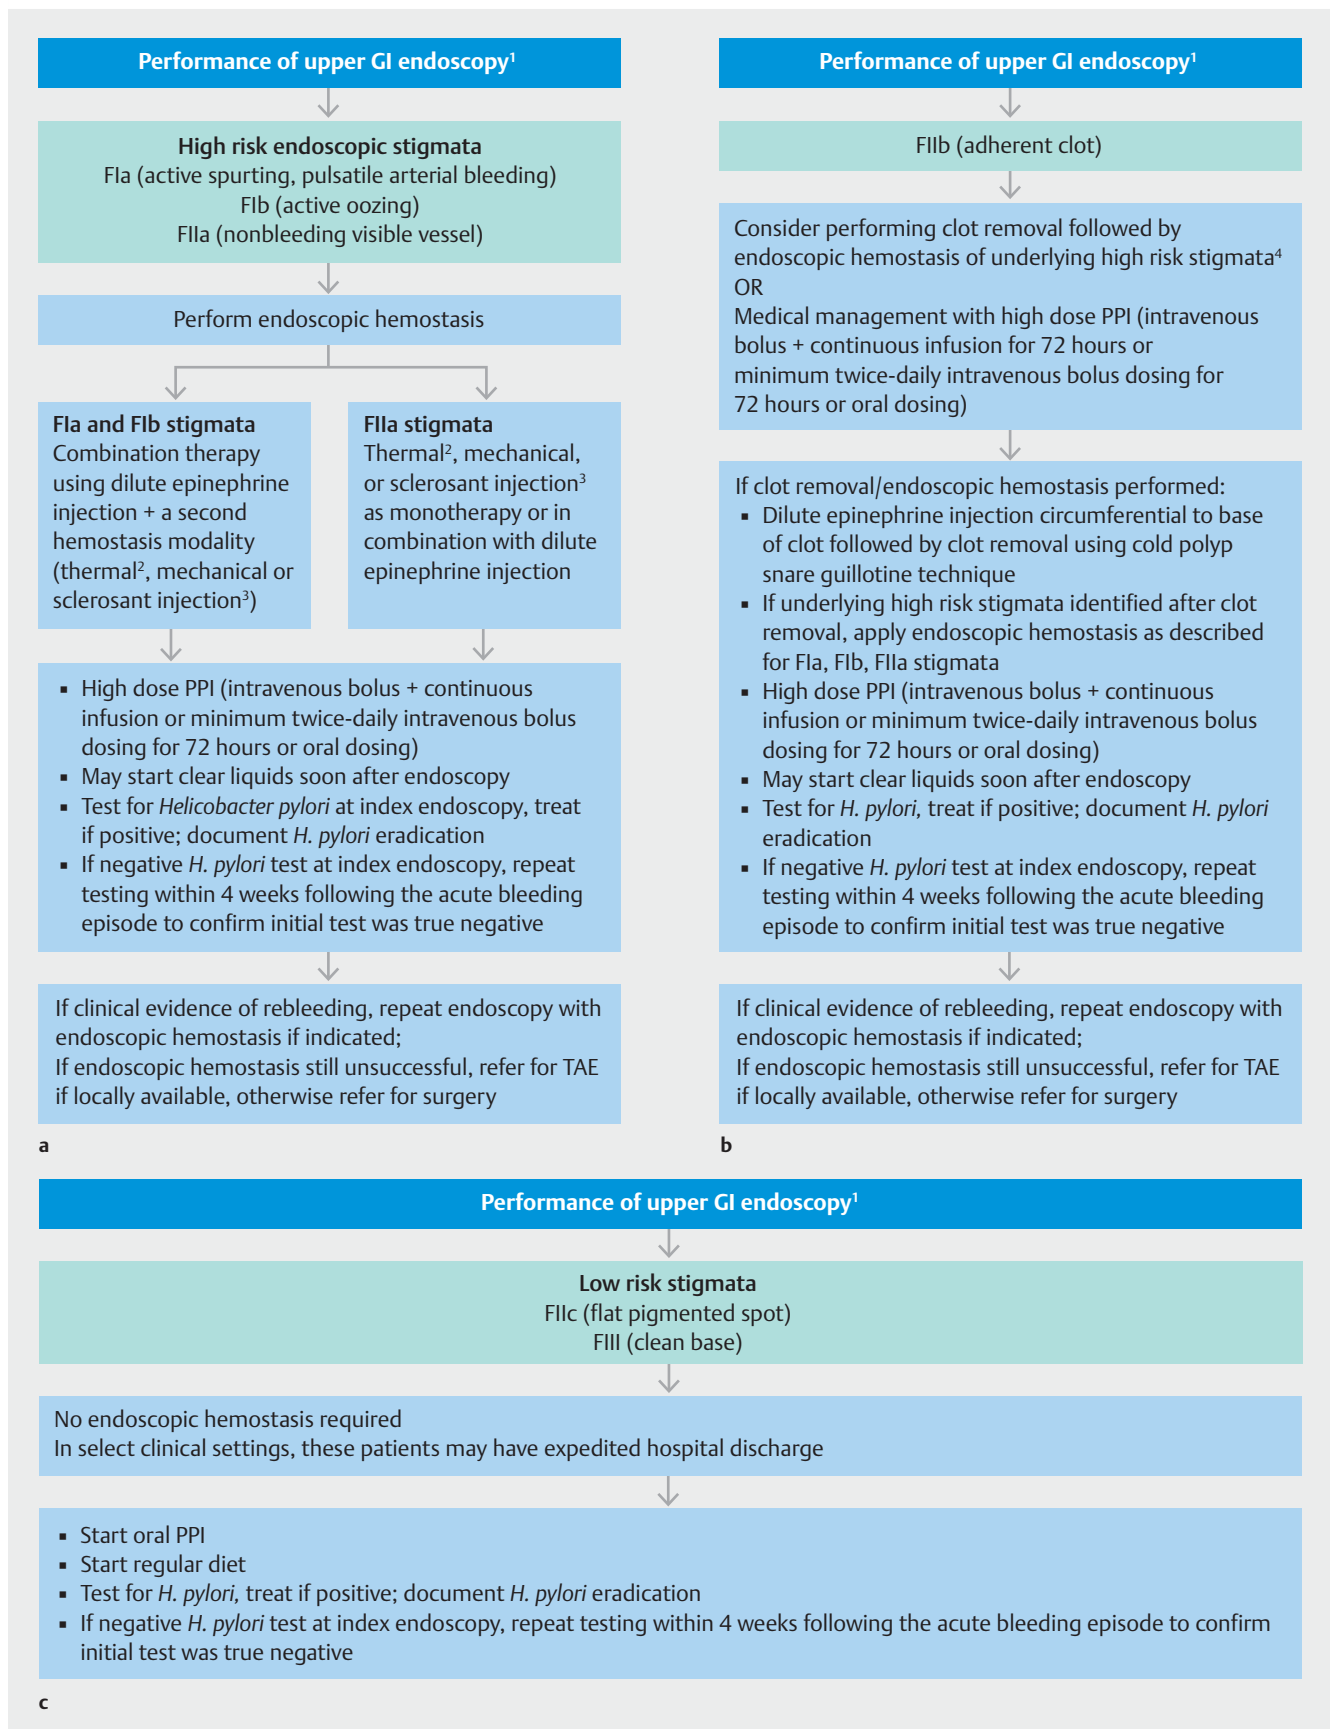 Performance of upper GI endoscopy¹
High risk endoscopic stigmata
FIa (active spurting, pulsatile arterial bleeding)
FIb (active oozing)
FIIa (nonbleeding visible vessel)
Perform endoscopic hemostasis
FIa and FIb stigmata
Combination therapy
using dilute epinephrine
injection + a second
hemostasis modality
(thermal², mechanical or
sclerosant injection³)
FIIa stigmata
Thermal², mechanical,
or sclerosant injection³
as monotherapy or in
combination with dilute
epinephrine injection
▪ High dose PPI (intravenous bolus + continuous
infusion or minimum twice-daily intravenous bolus
dosing for 72 hours or oral dosing)
▪ May start clear liquids soon after endoscopy
▪ Test for Helicobacter pylori at index endoscopy, treat
if positive; document H. pylori eradication
▪ If negative H. pylori test at index endoscopy, repeat
testing within 4 weeks following the acute bleeding
episode to confirm initial test was true negative
If clinical evidence of rebleeding, repeat endoscopy with
endoscopic hemostasis if indicated;
If endoscopic hemostasis still unsuccessful, refer for TAE
if locally available, otherwise refer for surgery
a
Performance of upper GI endoscopy¹
FIIb (adherent clot)
Consider performing clot removal followed by
endoscopic hemostasis of underlying high risk stigmata⁴
OR
Medical management with high dose PPI (intravenous
bolus + continuous infusion for 72 hours or
minimum twice-daily intravenous bolus dosing for
72 hours or oral dosing)
If clot removal/endoscopic hemostasis performed:
▪ Dilute epinephrine injection circumferential to base
of clot followed by clot removal using cold polyp
snare guillotine technique
▪ If underlying high risk stigmata identified after clot
removal, apply endoscopic hemostasis as described
for FIa, FIb, FIIa stigmata
▪ High dose PPI (intravenous bolus + continuous
infusion or minimum twice-daily intravenous bolus
dosing for 72 hours or oral dosing)
▪ May start clear liquids soon after endoscopy
▪ Test for H. pylori, treat if positive; document H. pylori
eradication
▪ If negative H. pylori test at index endoscopy, repeat
testing within 4 weeks following the acute bleeding
episode to confirm initial test was true negative
If clinical evidence of rebleeding, repeat endoscopy with
endoscopic hemostasis if indicated;
If endoscopic hemostasis still unsuccessful, refer for TAE
if locally available, otherwise refer for surgery
b
Performance of upper GI endoscopy¹
Low risk stigmata
FIIc (flat pigmented spot)
FIII (clean base)
No endoscopic hemostasis required
In select clinical settings, these patients may have expedited hospital discharge
▪ Start oral PPI
▪ Start regular diet
▪ Test for H. pylori, treat if positive; document H. pylori eradication
▪ If negative H. pylori test at index endoscopy, repeat testing within 4 weeks following the acute bleeding episode to confirm
initial test was true negative
c